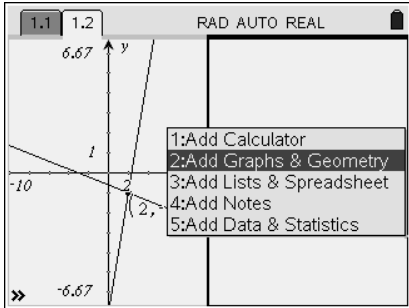 1.1 1.2 RAD AUTO REAL
6.67 y
1
-10
2
(2,
-6.67
1:Add Calculator
2:Add Graphs & Geometry
3:Add Lists & Spreadsheet
4:Add Notes
5:Add Data & Statistics